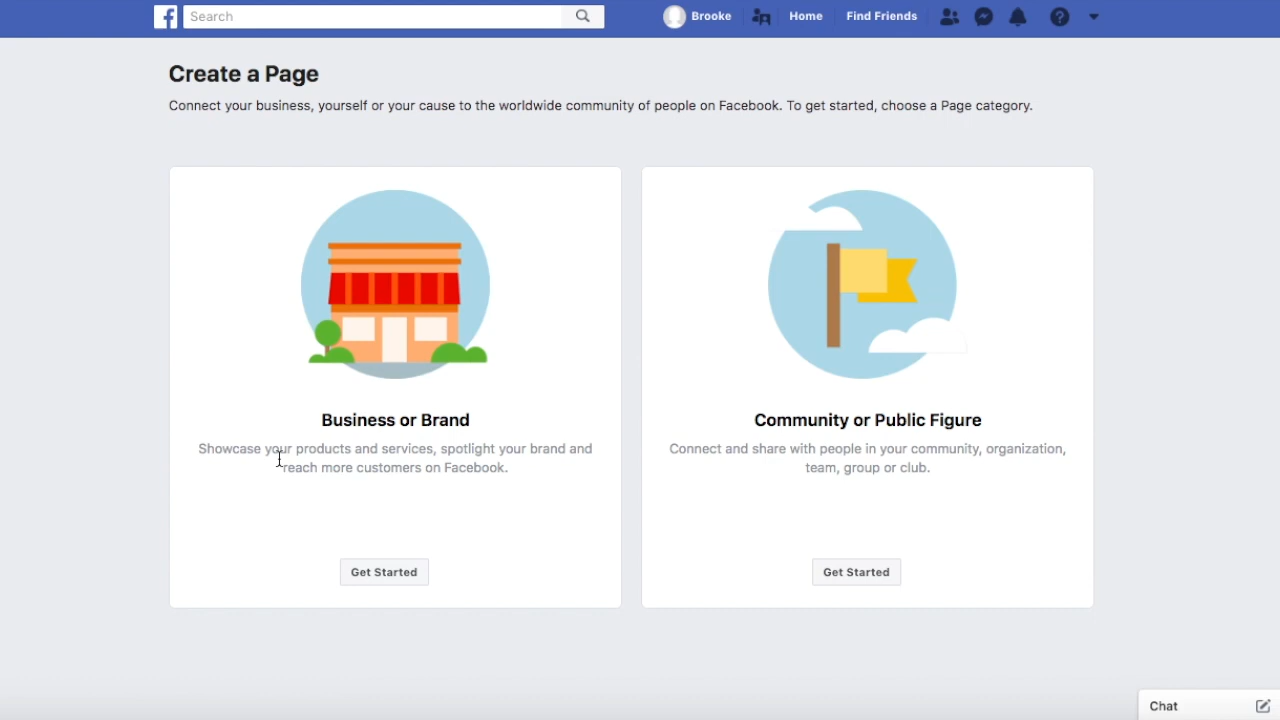 Search
Brooke
Home
Find Friends
Create a Page
Connect your business, yourself or your cause to the worldwide community of people on Facebook. To get started, choose a Page category.
Business or Brand
Showcase your products and services, spotlight your brand and
reach more customers on Facebook.
Get Started
Community or Public Figure
Connect and share with people in your community, organization,
team, group or club.
Get Started
Chat